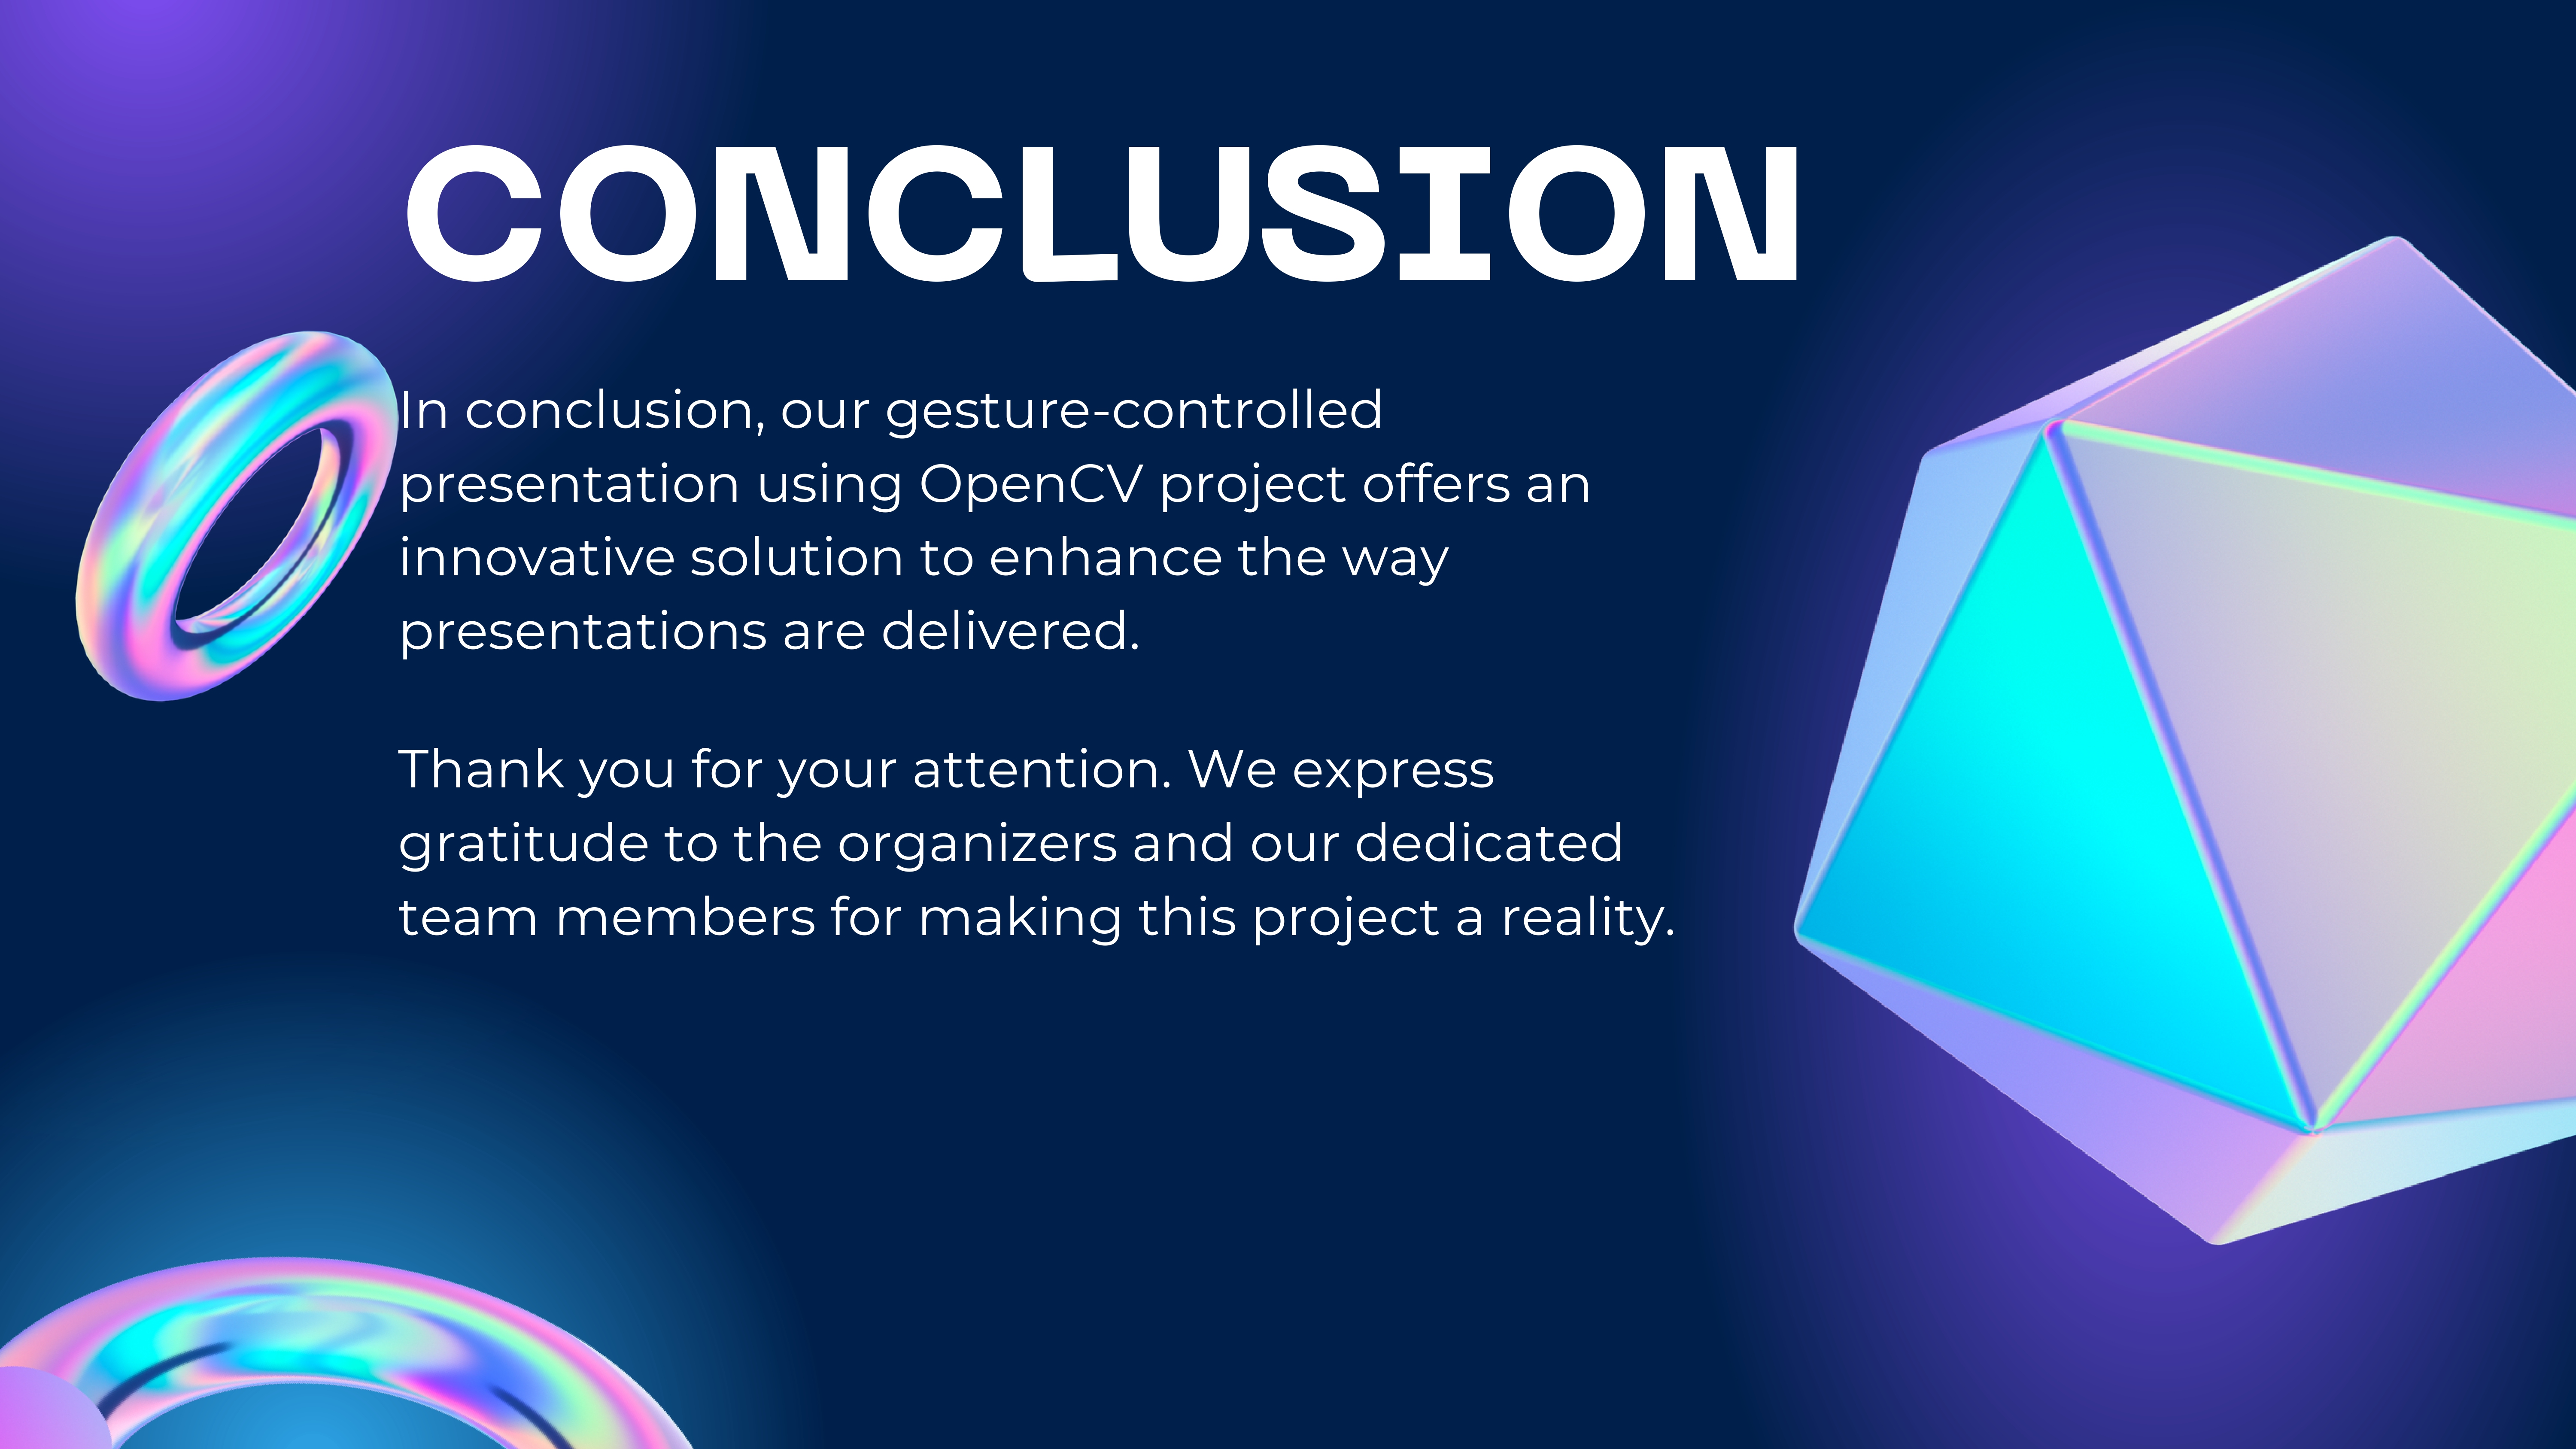 CONCLUSION
In conclusion, our gesture-controlled
presentation using OpenCV project offers an
innovative solution to enhance the way
presentations are delivered.
Thank you for your attention. We express
gratitude to the organizers and our dedicated
team members for making this project a reality.